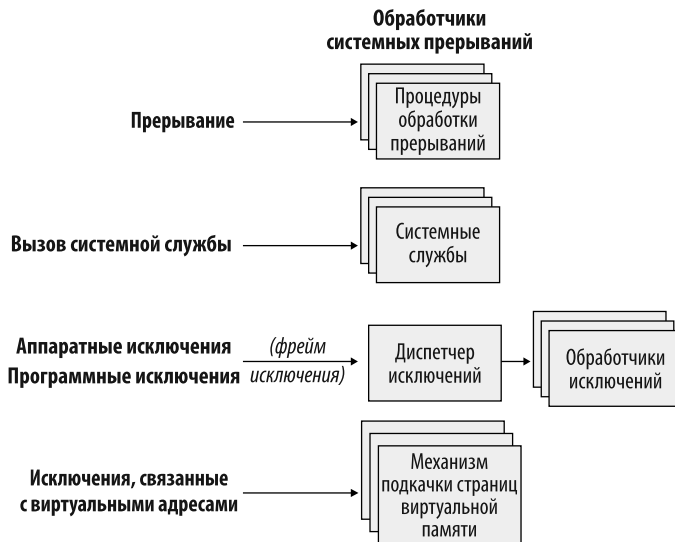 Обработчики
системных прерываний
Прерывание
Процедуры
обработки
прерываний
Вызов системной службы
Системные
службы
Аппаратные исключения
Программные исключения
(фрейм
исключения)
Диспетчер
исключений
Обработчики
исключений
Исключения, связанные
с виртуальными адресами
Механизм
подкачки страниц
виртуальной
памяти